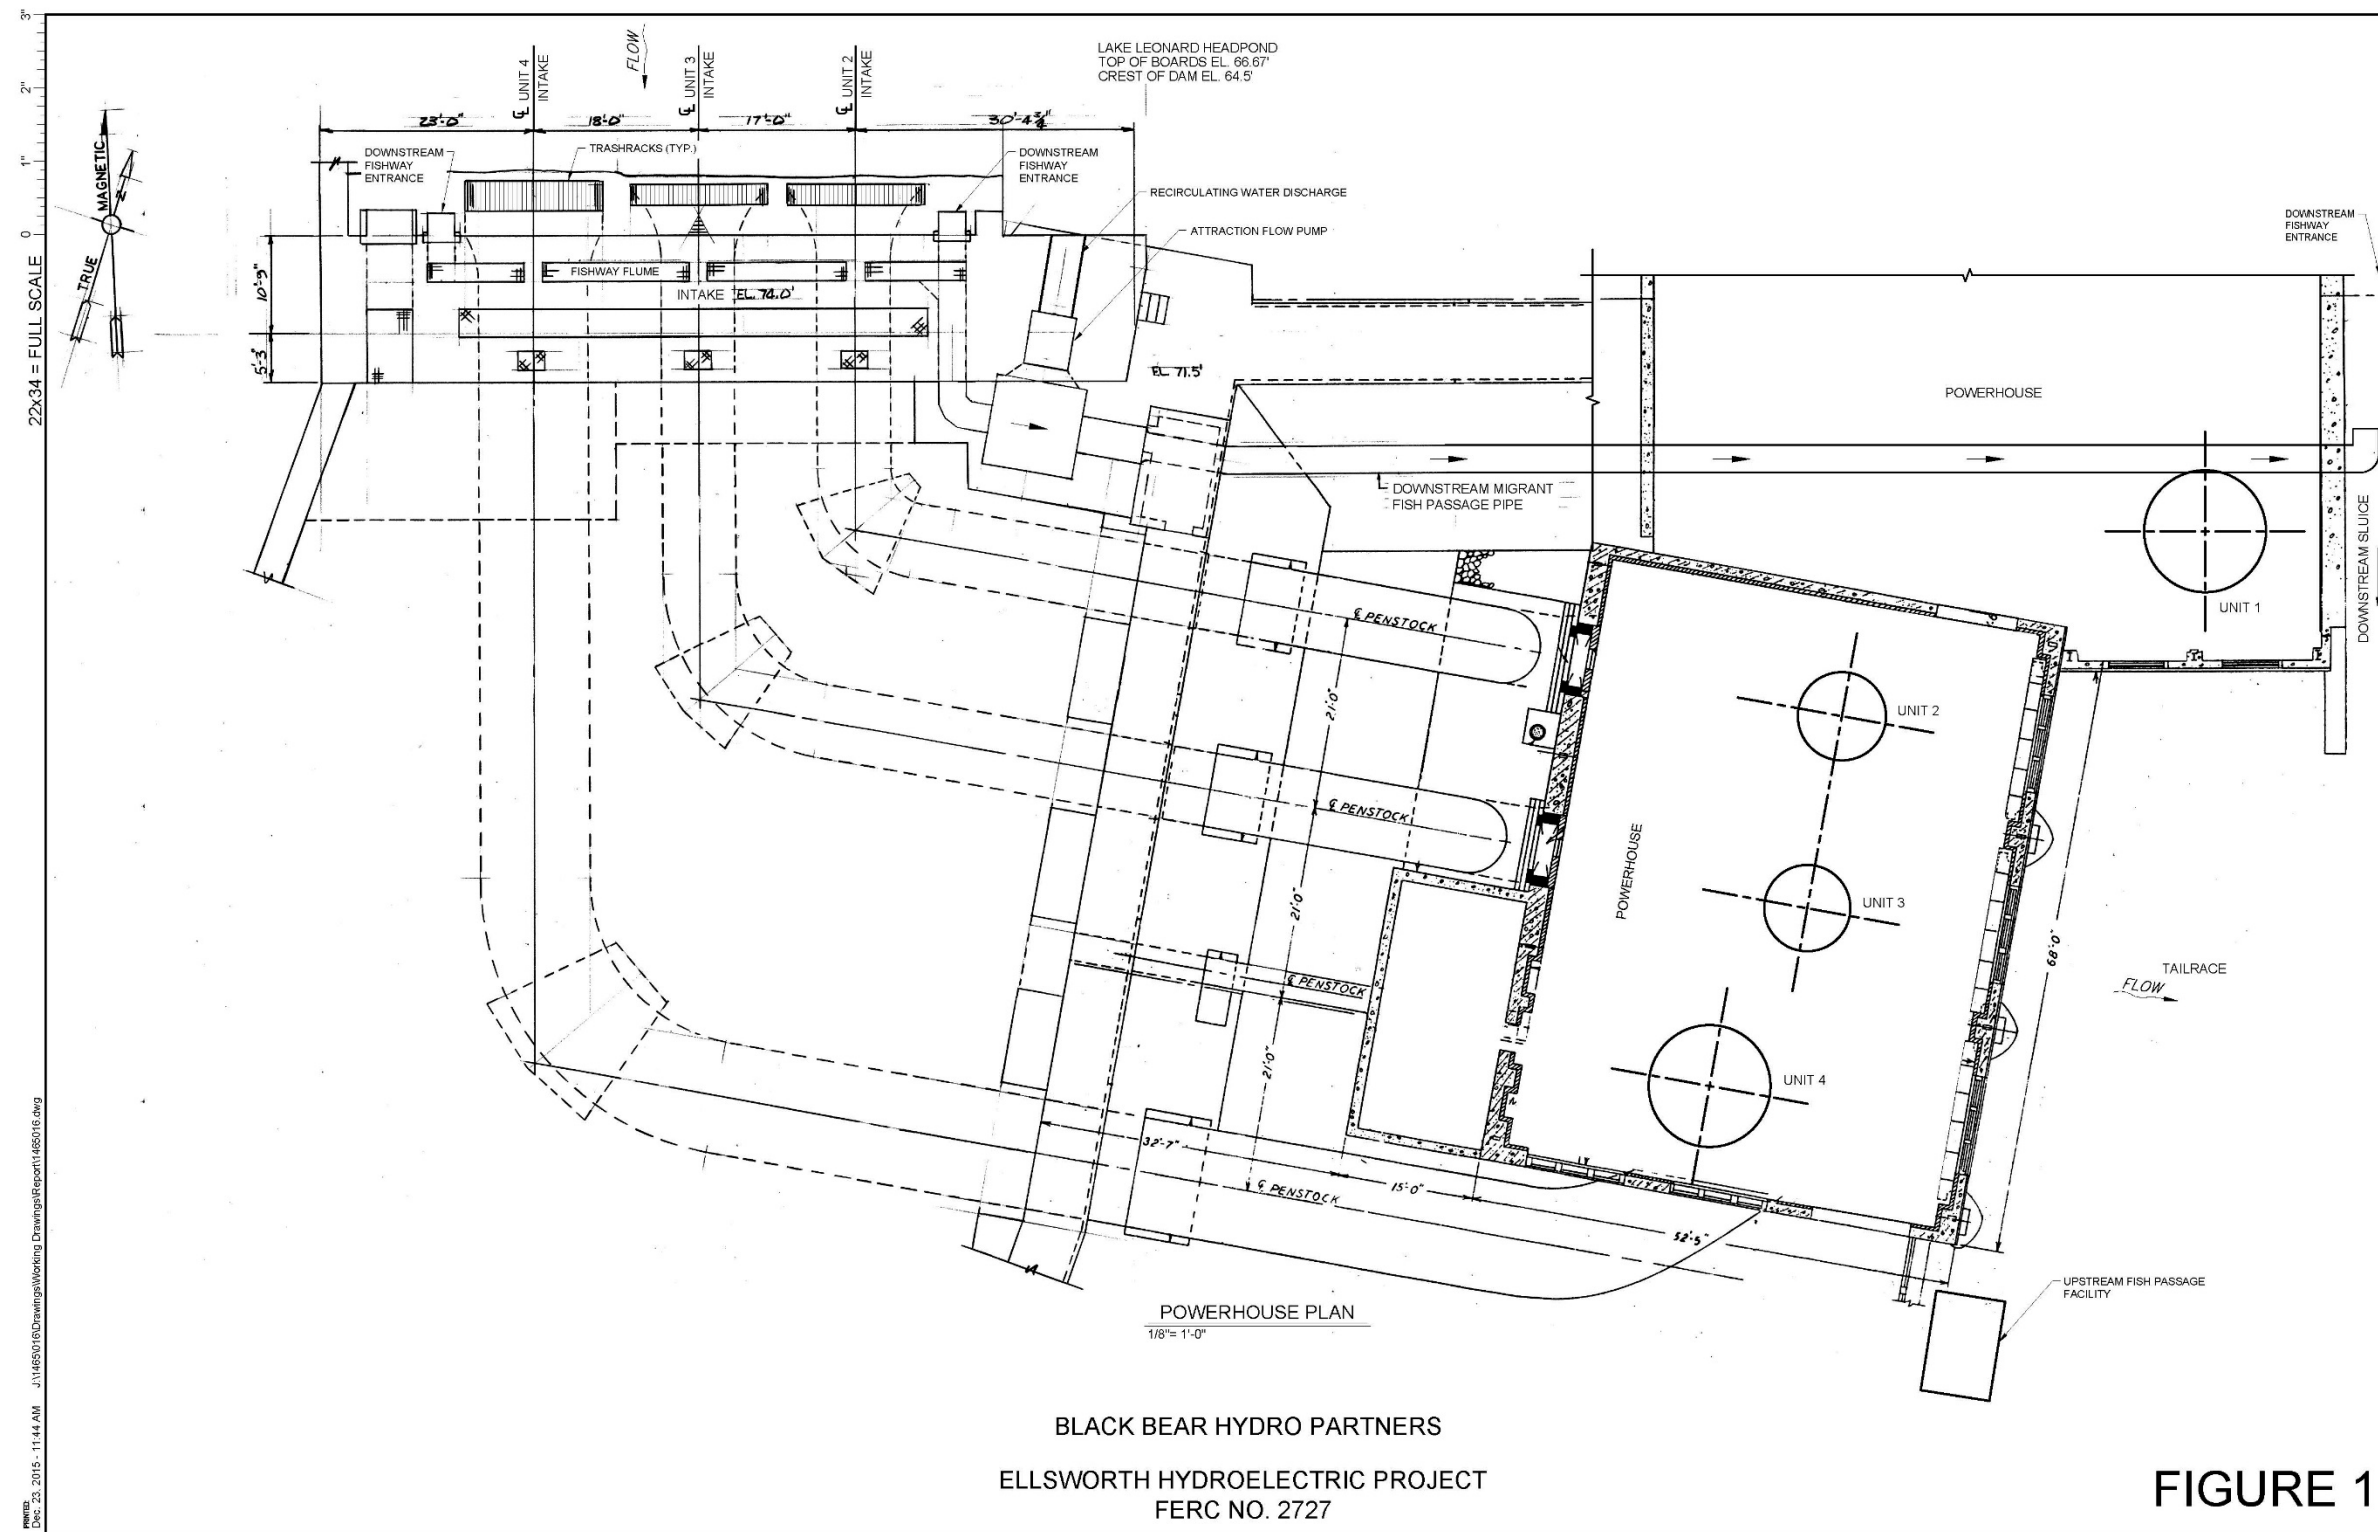 3"
2"
1"
0
22x34 = FULL SCALE
PRINTED:
Dec. 23, 2015 - 11:44 AM J:\1465\016\Drawings\Working Drawings\Report\1465016.dwg
MAGNETIC
N
TRUE
FLOW
℄ UNIT 4
INTAKE
℄ UNIT 3
INTAKE
℄ UNIT 2
INTAKE
LAKE LEONARD HEADPOND
TOP OF BOARDS EL. 66.67'
CREST OF DAM EL. 64.5'
23'-0"
18'-0"
17'-0"
30'-4¾"
DOWNSTREAM
FISHWAY
ENTRANCE
TRASHRACKS (TYP.)
DOWNSTREAM
FISHWAY
ENTRANCE
RECIRCULATING WATER DISCHARGE
ATTRACTION FLOW PUMP
DOWNSTREAM
FISHWAY
ENTRANCE
10'-9"
5'-3"
FISHWAY FLUME
INTAKE EL. 74.0'
EL. 71.5'
POWERHOUSE
DOWNSTREAM MIGRANT
FISH PASSAGE PIPE
DOWNSTREAM SLUICE
UNIT 1
℄ PENSTOCK
21'-0"
UNIT 2
℄ PENSTOCK
POWERHOUSE
UNIT 3
21'-0"
68'-0"
TAILRACE
FLOW
℄ PENSTOCK
21'-0"
UNIT 4
32'-7"
℄ PENSTOCK
15'-0"
52'-5"
UPSTREAM FISH PASSAGE
FACILITY
POWERHOUSE PLAN
1/8"= 1'-0"
BLACK BEAR HYDRO PARTNERS
ELLSWORTH HYDROELECTRIC PROJECT
FERC NO. 2727
FIGURE 1